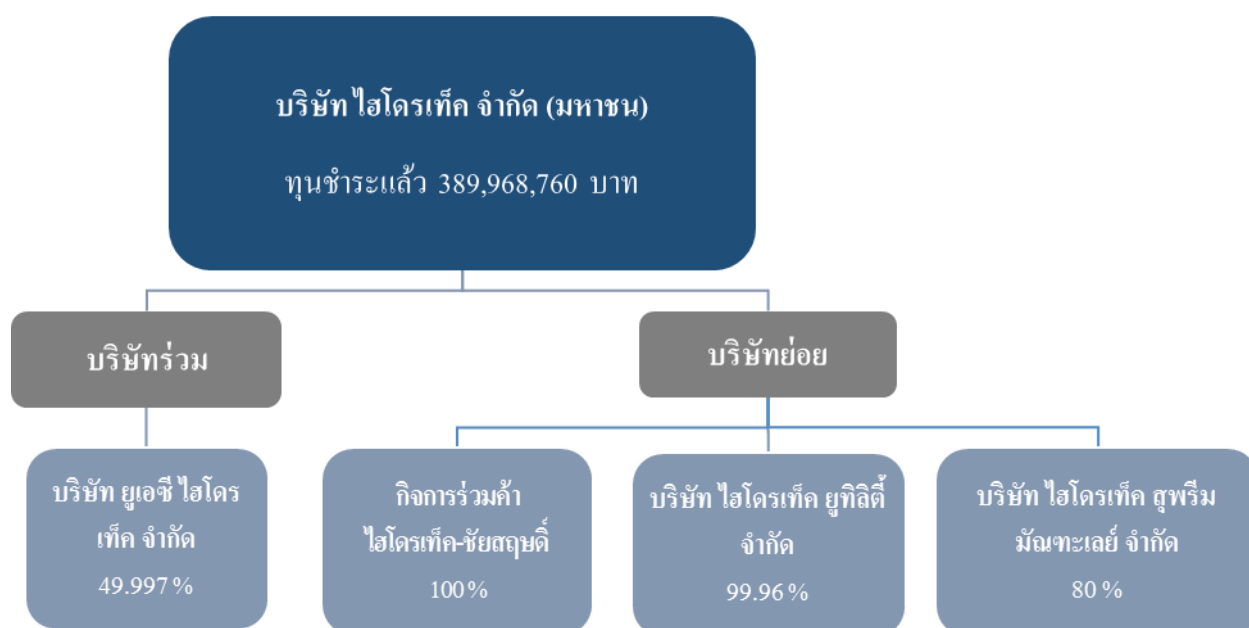 บริษัท ไฮโดรเท็ค จำกัด (มหาชน)
ทุนชำระแล้ว 389,968,760 บาท
บริษัทร่วม
บริษัทย่อย
บริษัท ยูเอซี ไฮโดร
เท็ค จำกัด
49.997%
กิจการร่วมค้า
ไฮโดรเท็ค-ชัยสฤษดิ์
100%
บริษัท ไฮโดรเท็ค ยูทิลิตี้
จำกัด
99.96%
บริษัท ไฮโดรเท็ค สุพรีม
มัณฑะเลย์ จำกัด
80%